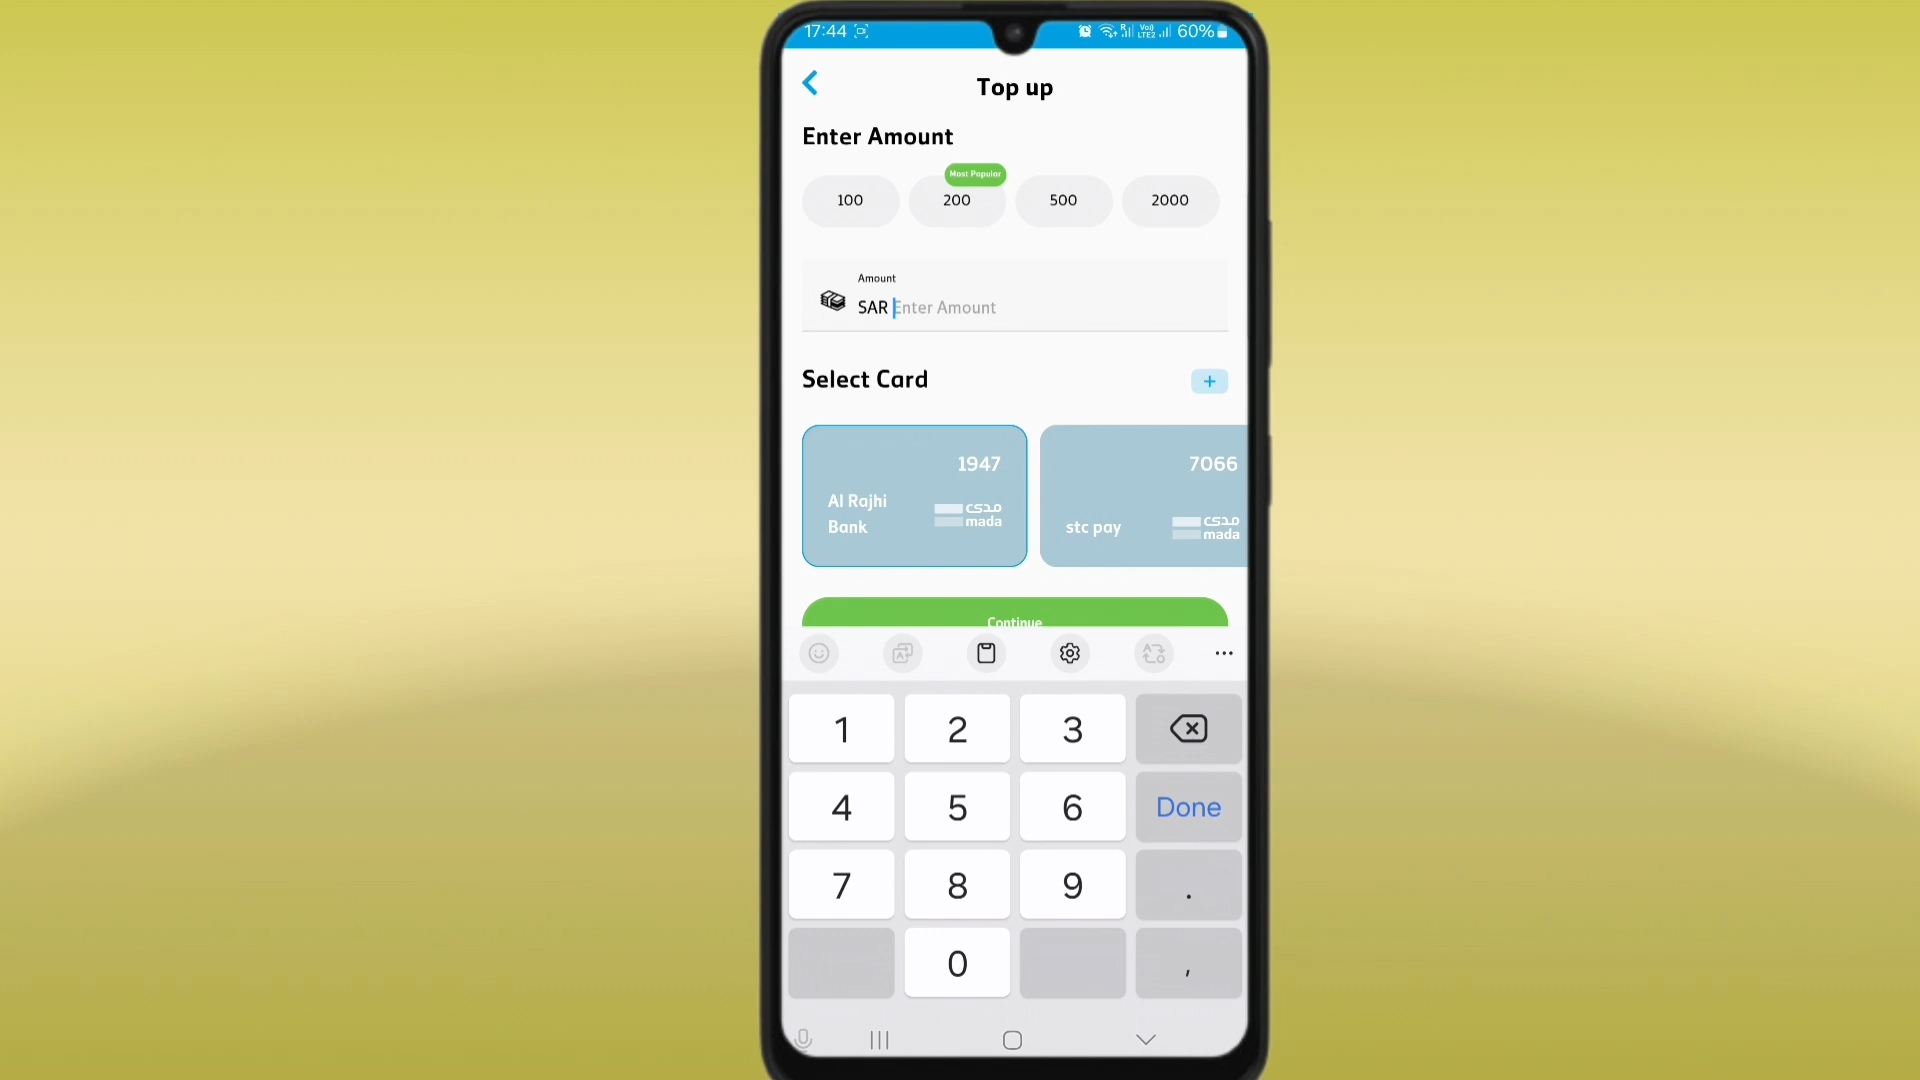 17:44
R
Vo))
LTE2
60%
Top up
Enter Amount
Most Popular
100
200
500
2000
Amount
SAR Enter Amount
Select Card
+
1947
Al Rajhi
Bank
مدى
mada
7066
stc pay
مدى
mada
Continue
1
2
3
4
5
6
Done
7
8
9
.
0
,